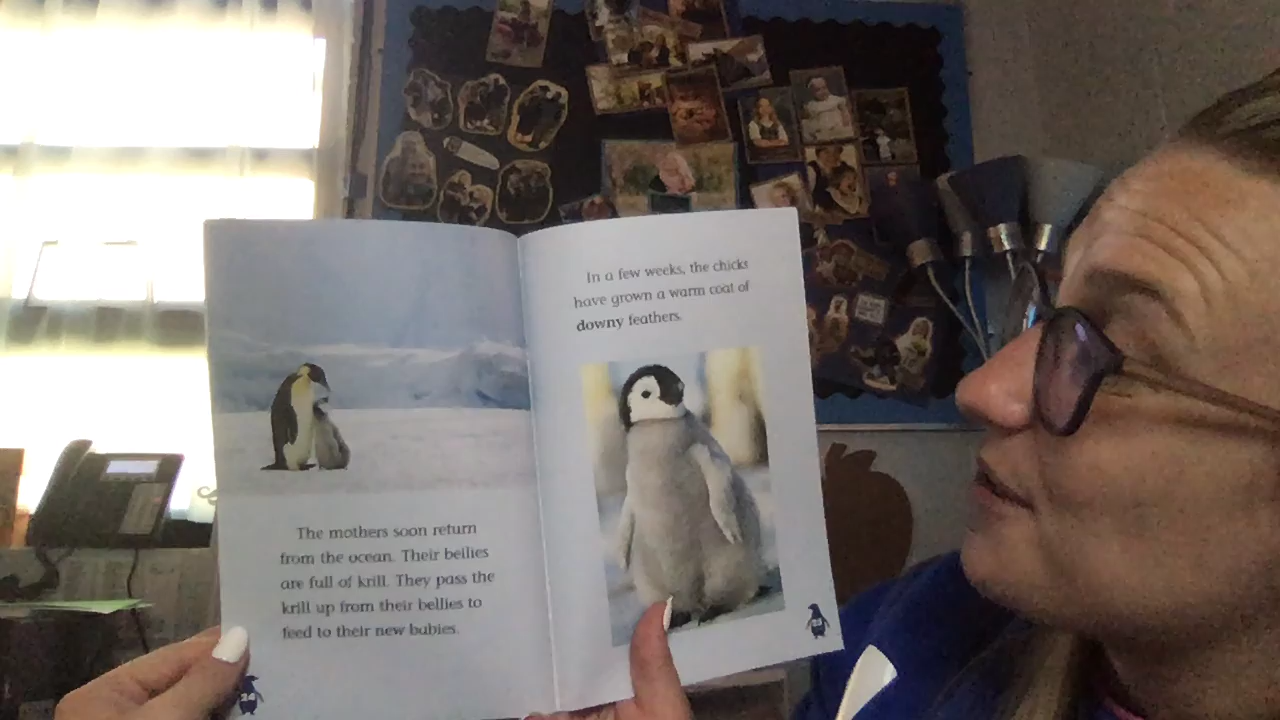 The mothers soon return
from the ocean. Their bellies
are full of krill. They pass the
krill up from their bellies to
feed to their new babies.
24
In a few weeks, the chicks
have grown a warm coat of
downy feathers.